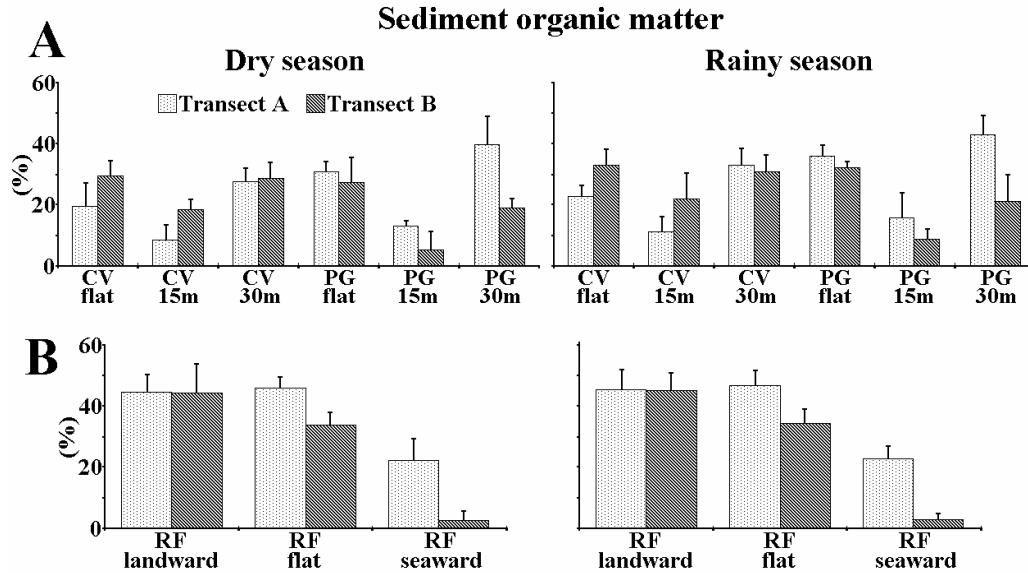 Sediment organic matter
A
Dry season
Rainy season
Transect A
Transect B
(%)
60
40
20
0
CV flat
CV 15m
CV 30m
PG flat
PG 15m
PG 30m
CV flat
CV 15m
CV 30m
PG flat
PG 15m
PG 30m
B
(%)
60
40
20
0
RF landward
RF flat
RF seaward
RF landward
RF flat
RF seaward